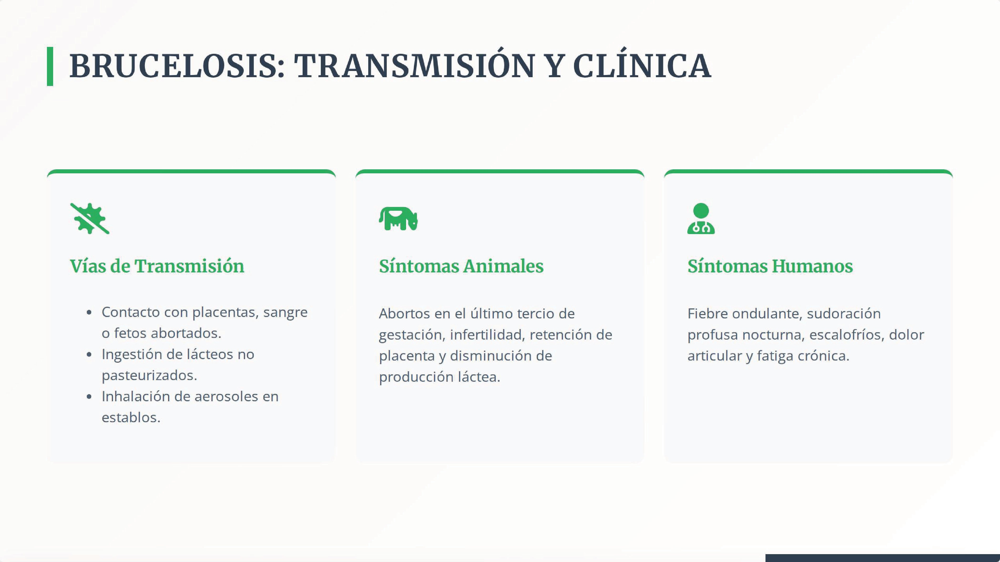 BRUCELOSIS: TRANSMISIÓN Y CLÍNICA
Vías de Transmisión
• Contacto con placentas, sangre
o fetos abortados.
• Ingestión de lácteos no
pasteurizados.
• Inhalación de aerosoles en
establos.
Síntomas Animales
Abortos en el último tercio de
gestación, infertilidad, retención de
placenta y disminución de
producción láctea.
Síntomas Humanos
Fiebre ondulante, sudoración
profusa nocturna, escalofríos, dolor
articular y fatiga crónica.